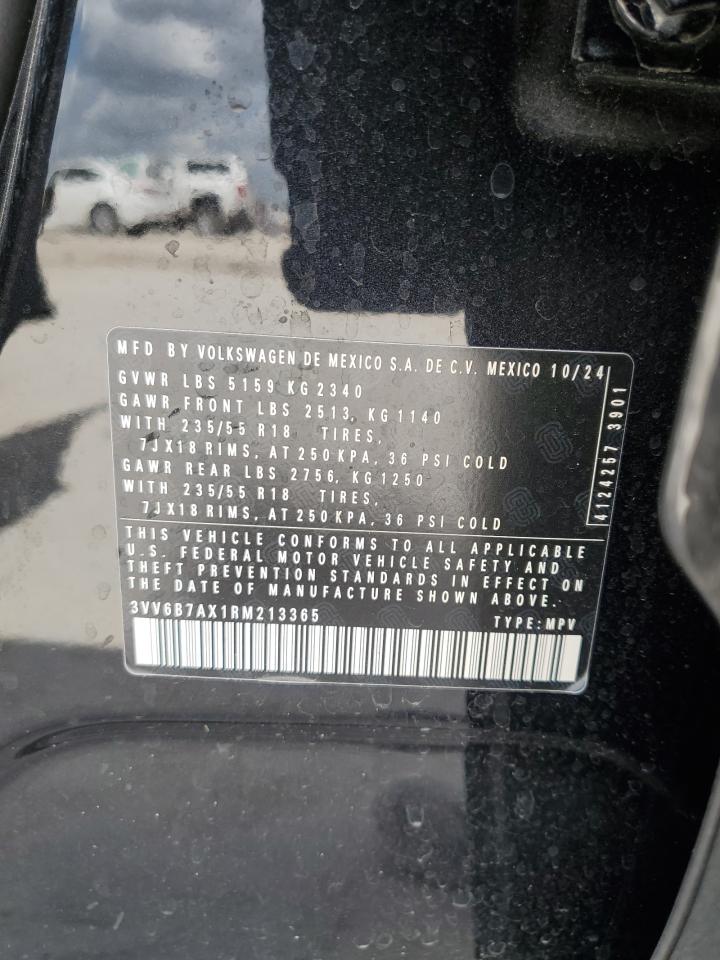 MFD BY VOLKSWAGEN DE MEXICO S.A. DE C.V. MEXICO 10/24
GVWR LBS 5159 KG 2340
GAWR FRONT LBS 2513, KG 1140
WITH 235/55 R18 TIRES,
7JX18 RIMS, AT 250 KPA, 36 PSI COLD
GAWR REAR LBS 2756, KG 1250
WITH 235/55 R18 TIRES,
7JX18 RIMS, AT 250 KPA, 36 PSI COLD
4124257 3901
THIS VEHICLE CONFORMS TO ALL APPLICABLE
U.S. FEDERAL MOTOR VEHICLE SAFETY AND
THEFT PREVENTION STANDARDS IN EFFECT ON
THE DATE OF MANUFACTURE SHOWN ABOVE.
3VV6B7AX1RM213365 TYPE: MPV